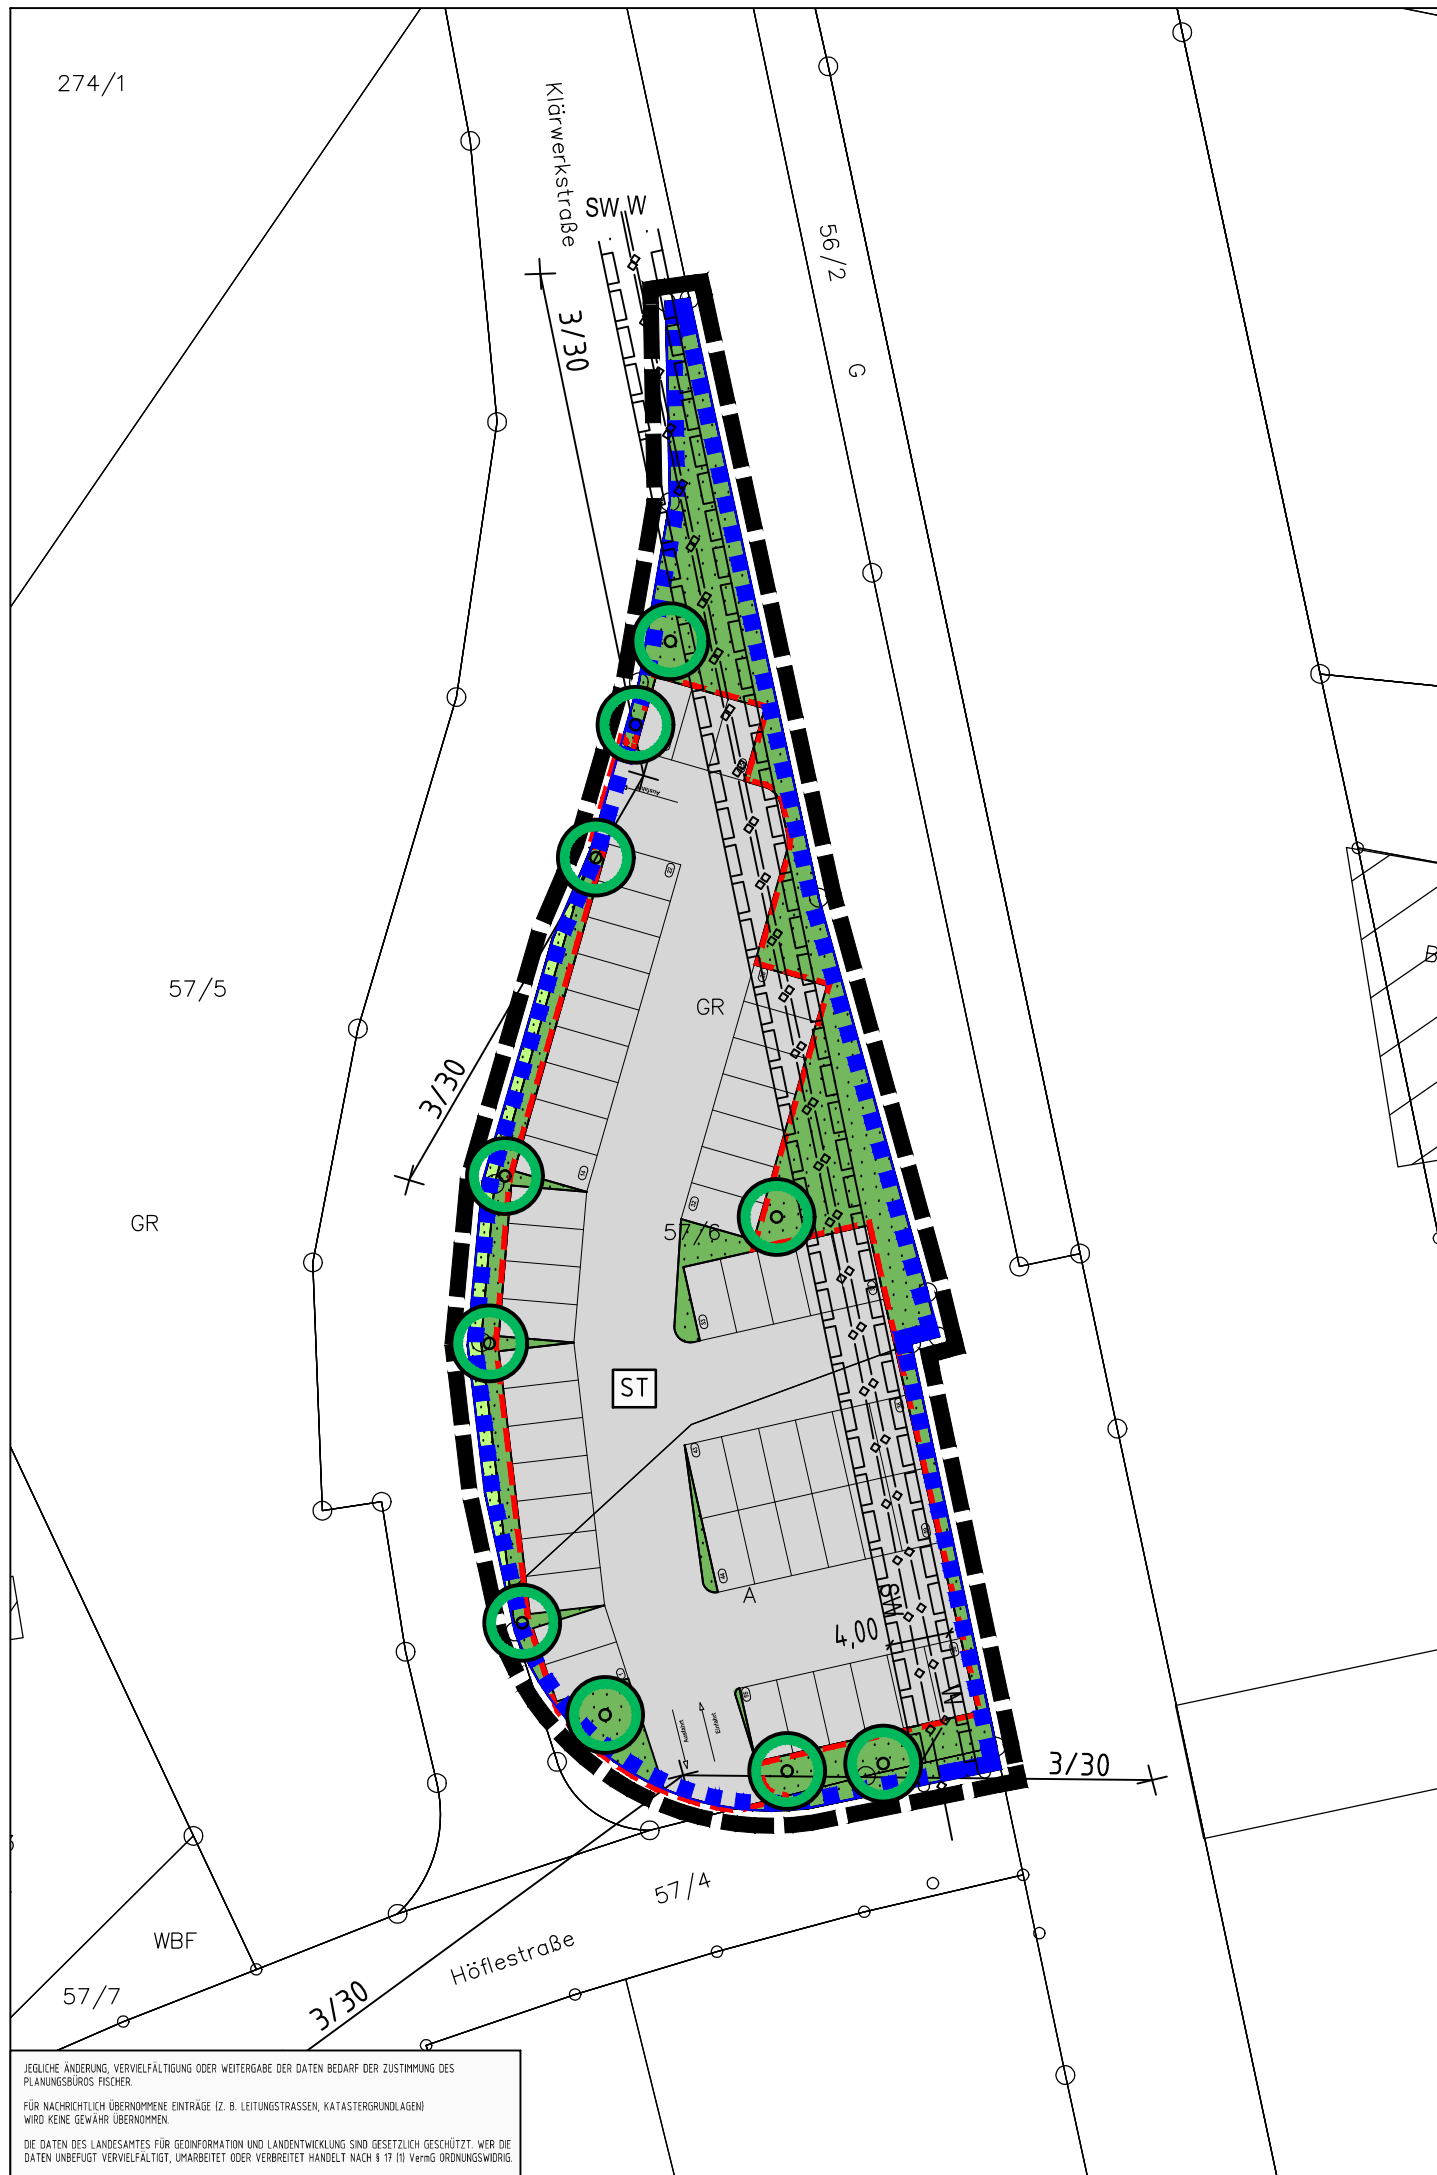 274/1
Klärwerkstraße
SW W
56/2
3/30
G
57/5
GR
3/30
GR
57/6
ST
A
SW
4,00
W
Ausfahrt
Ausfahrt
Einfahrt
3/30
57/4
WBF
Höflestraße
57/7
3/30
JEGLICHE ÄNDERUNG, VERVIELFÄLTIGUNG ODER WEITERGABE DER DATEN BEDARF DER ZUSTIMMUNG DES
PLANUNGSBÜROS FISCHER.
FÜR NACHRICHTLICH ÜBERNOMMENE EINTRÄGE (Z. B. LEITUNGSTRASSEN, KATASTERGRUNDLAGEN)
WIRD KEINE GEWÄHR ÜBERNOMMEN.
DIE DATEN DES LANDESAMTES FÜR GEOINFORMATION UND LANDENTWICKLUNG SIND GESETZLICH GESCHÜTZT. WER DIE
DATEN UNBEFUGT VERVIELFÄLTIGT, UMARBEITET ODER VERBREITET HANDELT NACH § 17 (1) VermG ORDNUNGSWIDRIG.